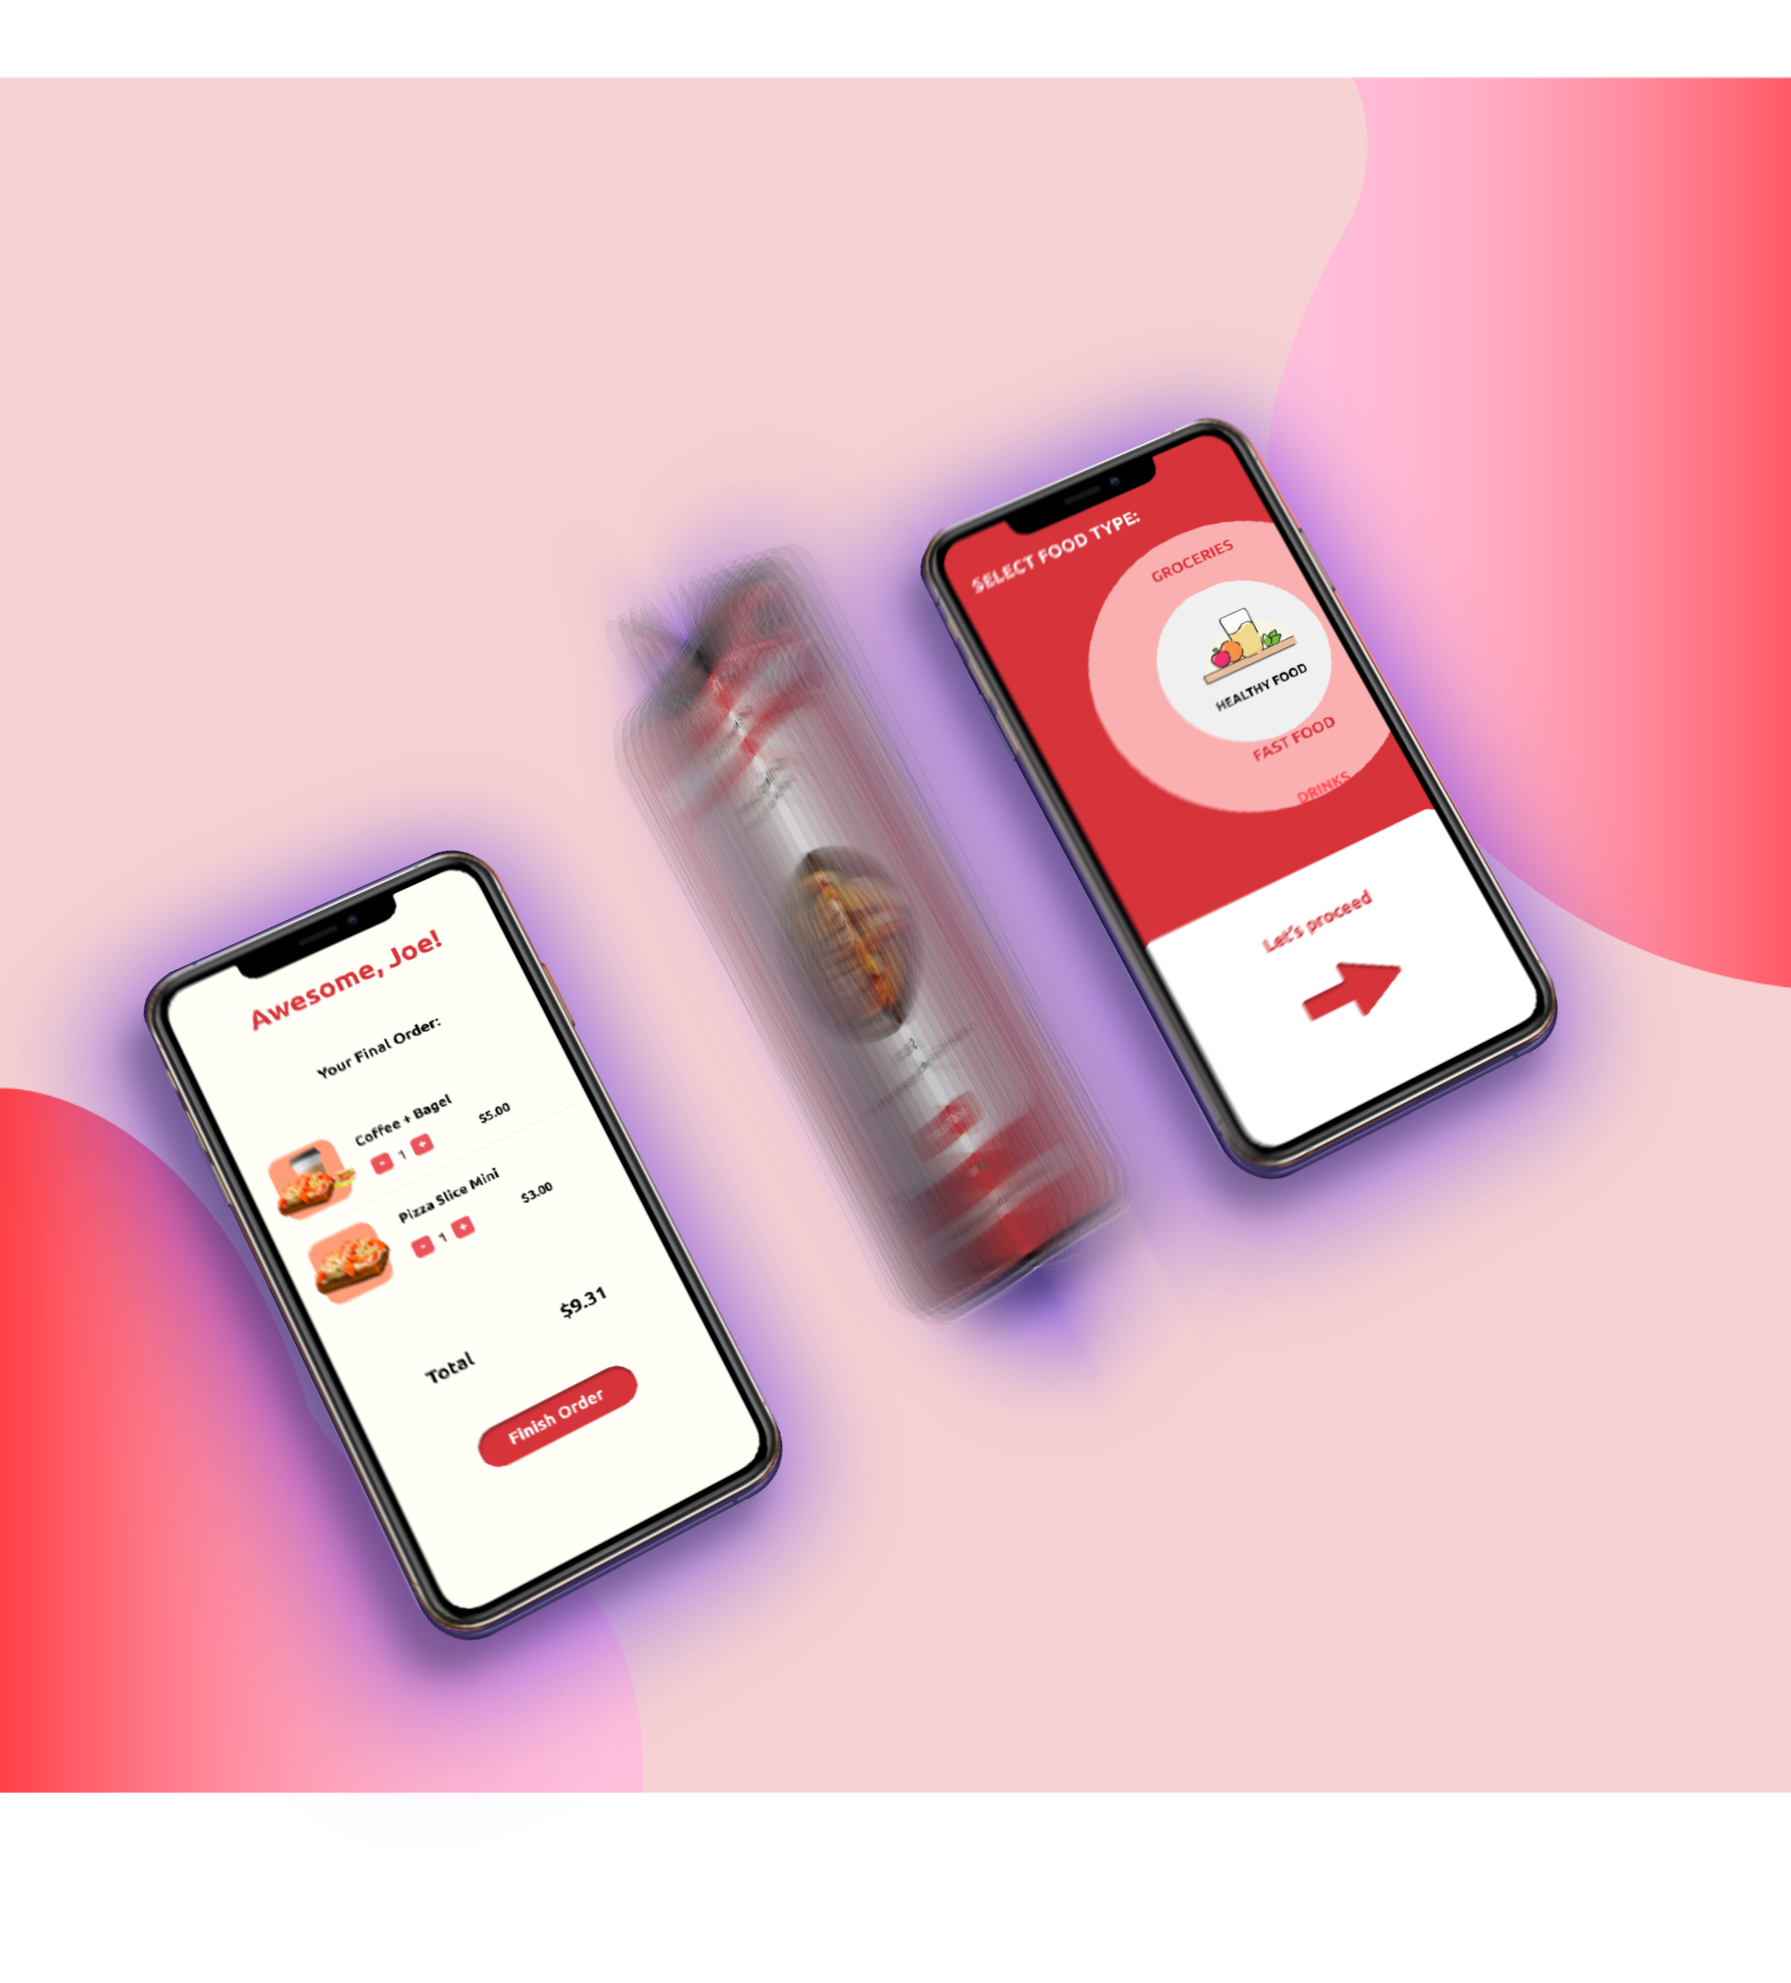 Awesome, Joe!
Your Final Order:
Coffee + Bagel
$5.00
- 1 +
Pizza Slice Mini
$3.00
- 1 +
$9.31
Total
Finish Order
SELECT FOOD TYPE:
GROCERIES
HEALTHY FOOD
FAST FOOD
DRINKS
Let's proceed